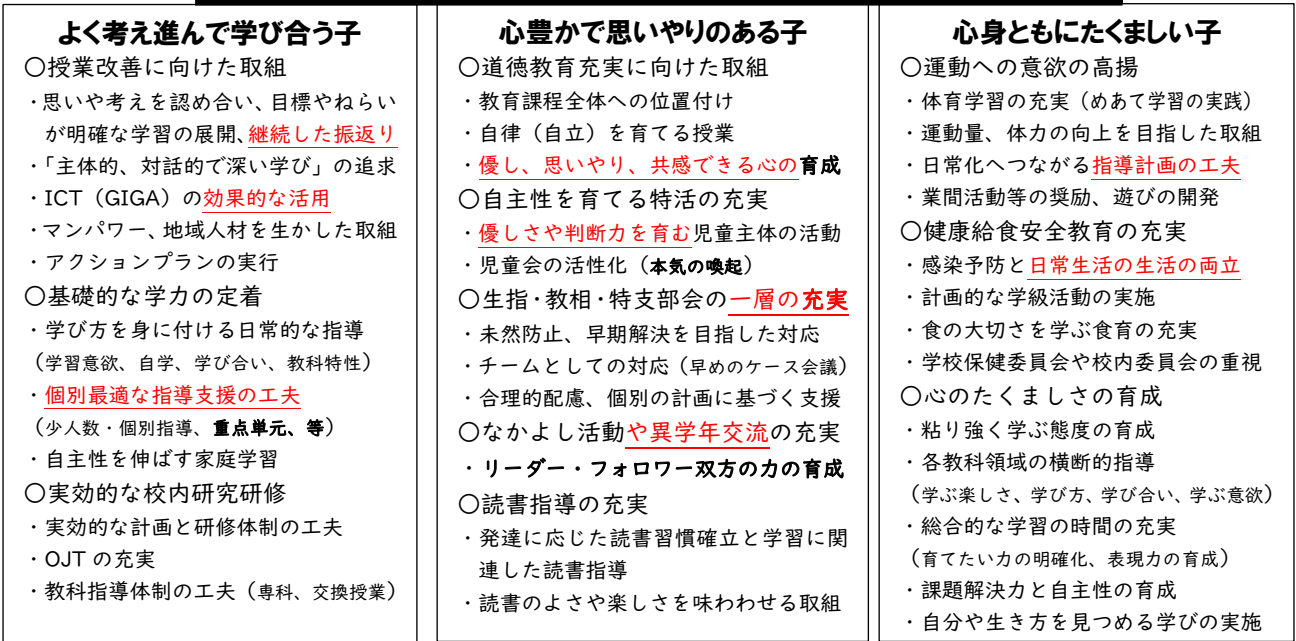 よく考え進んで学び合う子
○授業改善に向けた取組
・思いや考えを認め合い、目標やねらい
が明確な学習の展開、継続した振返り
・「主体的、対話的で深い学び」の追求
・ICT（GIGA）の効果的な活用
・マンパワー、地域人材を生かした取組
・アクションプランの実行
○基礎的な学力の定着
・学び方を身に付ける日常的な指導
（学習意欲、自学、学び合い、教科特性）
・個別最適な指導支援の工夫
（少人数・個別指導、重点単元、等）
・自主性を伸ばす家庭学習
○実効的な校内研究研修
・実効的な計画と研修体制の工夫
・OJT の充実
・教科指導体制の工夫（専科、交換授業）
心豊かで思いやりのある子
○道徳教育充実に向けた取組
・教育課程全体への位置付け
・自律（自立）を育てる授業
・優し、思いやり、共感できる心の育成
○自主性を育てる特活の充実
・優しさや判断力を育む児童主体の活動
・児童会の活性化（本気の喚起）
○生指・教相・特支部会の一層の充実
・未然防止、早期解決を目指した対応
・チームとしての対応（早めのケース会議）
・合理的配慮、個別の計画に基づく支援
○なかよし活動や異学年交流の充実
・リーダー・フォロワー双方の力の育成
○読書指導の充実
・発達に応じた読書習慣確立と学習に関
連した読書指導
・読書のよさや楽しさを味わわせる取組
心身ともにたくましい子
○運動への意欲の高揚
・体育学習の充実（めあて学習の実践）
・運動量、体力の向上を目指した取組
・日常化へつながる指導計画の工夫
・業間活動等の奨励、遊びの開発
○健康給食安全教育の充実
・感染予防と日常生活の生活の両立
・計画的な学級活動の実施
・食の大切さを学ぶ食育の充実
・学校保健委員会や校内委員会の重視
○心のたくましさの育成
・粘り強く学ぶ態度の育成
・各教科領域の横断的指導
（学ぶ楽しさ、学び方、学び合い、学ぶ意欲）
・総合的な学習の時間の充実
（育てたい力の明確化、表現力の育成）
・課題解決力と自主性の育成
・自分や生き方を見つめる学びの実施